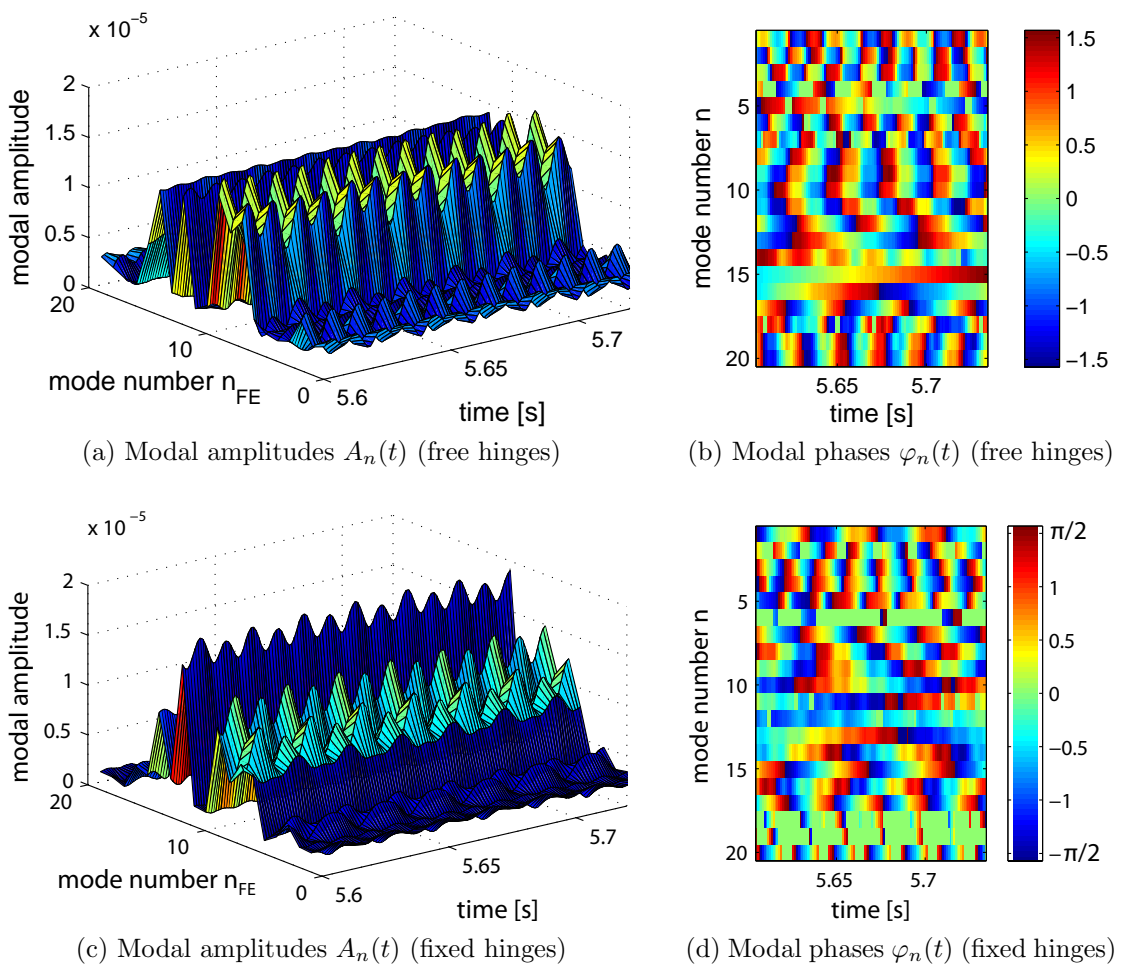 x 10⁻⁵
2
1.5
1
0.5
0
modal amplitude
20
10
0
mode number n_FE
5.6
5.65
5.7
time [s]
(a) Modal amplitudes Aₙ(t) (free hinges)
5
10
15
20
mode number n
5.65
5.7
time [s]
1.5
1
0.5
0
−0.5
−1
−1.5
(b) Modal phases φₙ(t) (free hinges)
x 10⁻⁵
2
1.5
1
0.5
0
modal amplitude
20
10
0
mode number n_FE
5.6
5.65
5.7
time [s]
(c) Modal amplitudes Aₙ(t) (fixed hinges)
5
10
15
20
mode number n
5.65
5.7
time [s]
π/2
1
0.5
0
−0.5
−1
−π/2
(d) Modal phases φₙ(t) (fixed hinges)